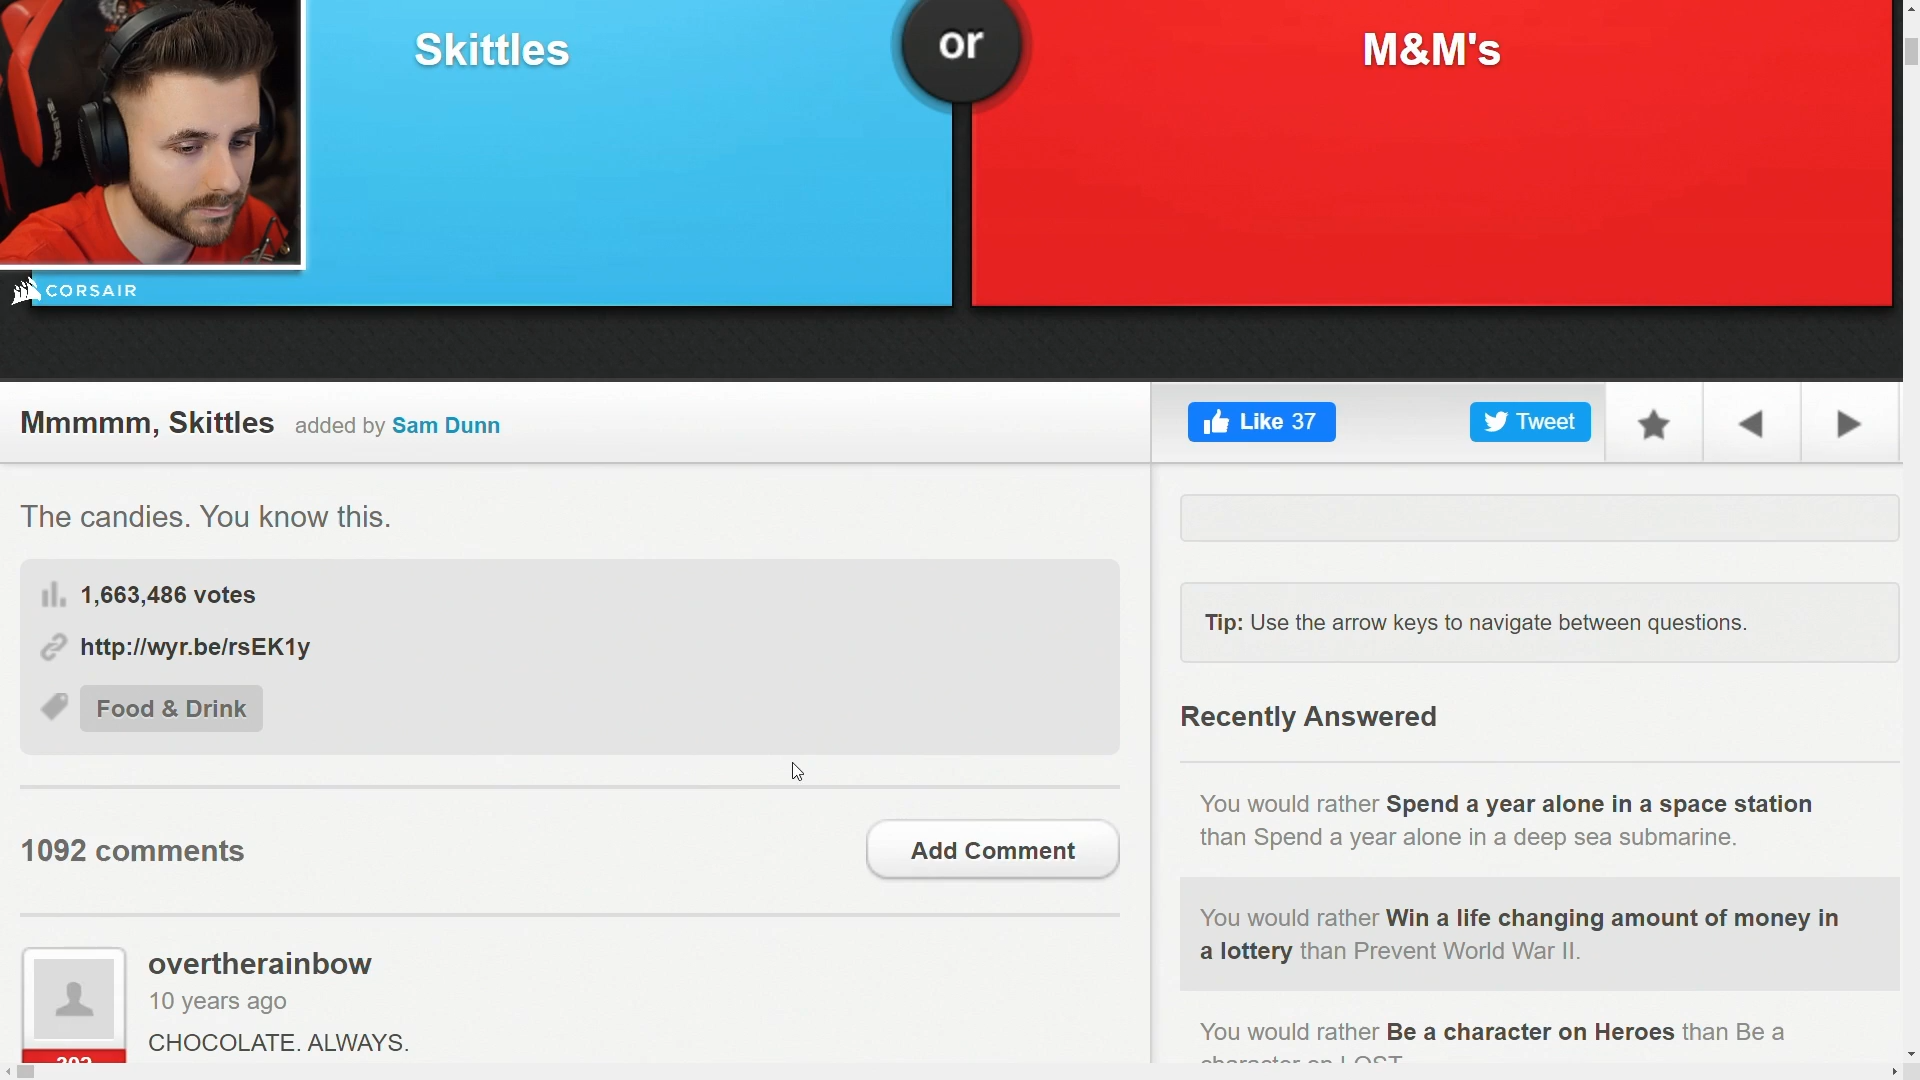 Skittles
or
M&M's
CORSAIR
Mmmmm, Skittles added by Sam Dunn
Like 37
Tweet
The candies. You know this.
1,663,486 votes
http://wyr.be/rsEK1y
Food & Drink
1092 comments
Add Comment
overtherainbow
10 years ago
CHOCOLATE. ALWAYS.
Tip: Use the arrow keys to navigate between questions.
Recently Answered
You would rather Spend a year alone in a space station
than Spend a year alone in a deep sea submarine.
You would rather Win a life changing amount of money in
a lottery than Prevent World War II.
You would rather Be a character on Heroes than Be a
character on LOST